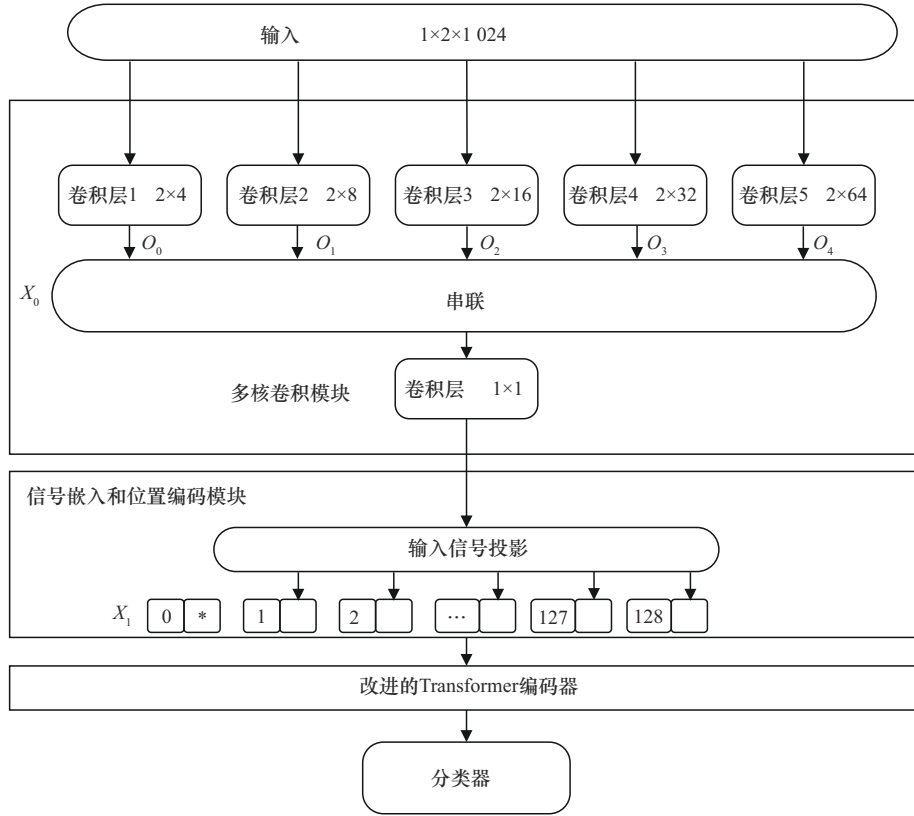 输入 1×2×1 024
卷积层1 2×4
卷积层2 2×8
卷积层3 2×16
卷积层4 2×32
卷积层5 2×64
O₀
O₁
O₂
O₃
O₄
X₀
串联
多核卷积模块
卷积层 1×1
信号嵌入和位置编码模块
输入信号投影
X₁ 0 * 1 2 … 127 128
改进的Transformer编码器
分类器